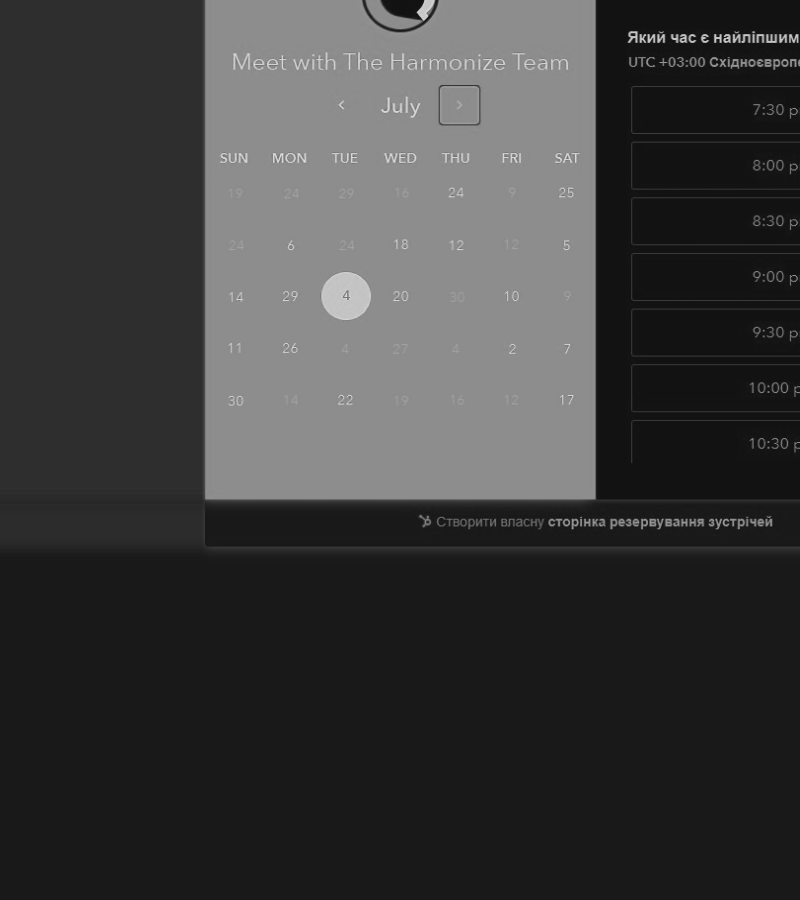 Meet with The Harmonize Team
July
SUN MON TUE WED THU FRI SAT
19 24 29 16 24 9 25
24 6 24 18 12 12 5
14 29 4 20 30 10 9
11 26 4 27 4 2 7
30 14 22 19 16 12 17
Який час є найліпшим
UTC +03:00 Східноєвропе
7:30 p
8:00 p
8:30 p
9:00 p
9:30 p
10:00 p
10:30 p
Створити власну сторінка резервування зустрічей